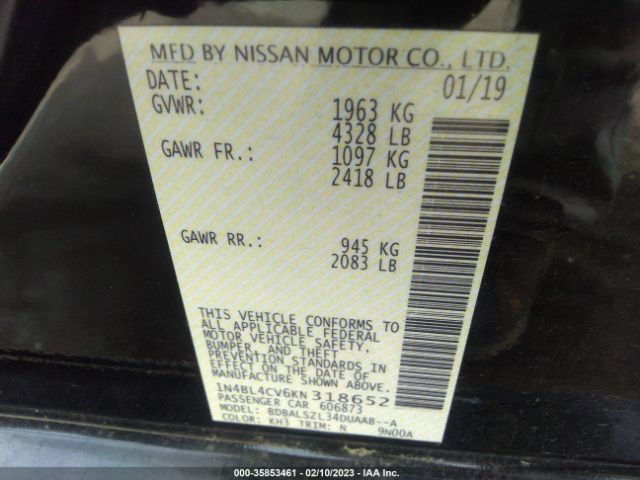 MFD BY NISSAN MOTOR CO., LTD.
DATE: 01/19
GVWR: 1963 KG
4328 LB
GAWR FR.: 1097 KG
2418 LB
GAWR RR.: 945 KG
2083 LB
THIS VEHICLE CONFORMS TO
ALL APPLICABLE FEDERAL
MOTOR VEHICLE SAFETY,
BUMPER, AND THEFT
PREVENTION STANDARDS IN
EFFECT ON THE DATE OF
MANUFACTURE SHOWN ABOVE.
1N4BL4CV6KN318652
PASSENGER CAR 606873
MODEL: BDBALSZL34DUAAB--A
COLOR: KH3 TRIM: N 9N00A
000-35853461 - 02/10/2023 - IAA Inc.